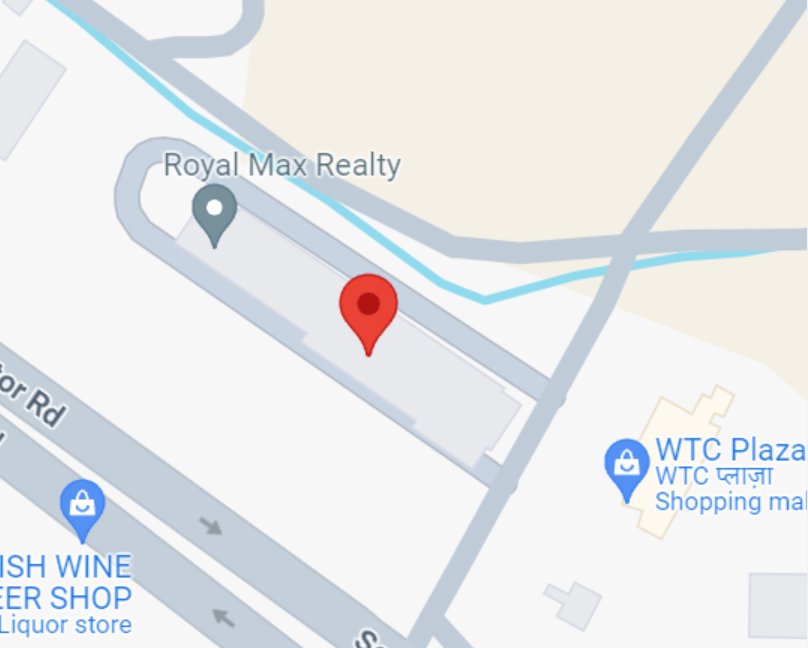 Royal Max Realty
tor Rd
WTC Plaza
WTC प्लाज़ा
Shopping mal
ISH WINE
EER SHOP
Liquor store